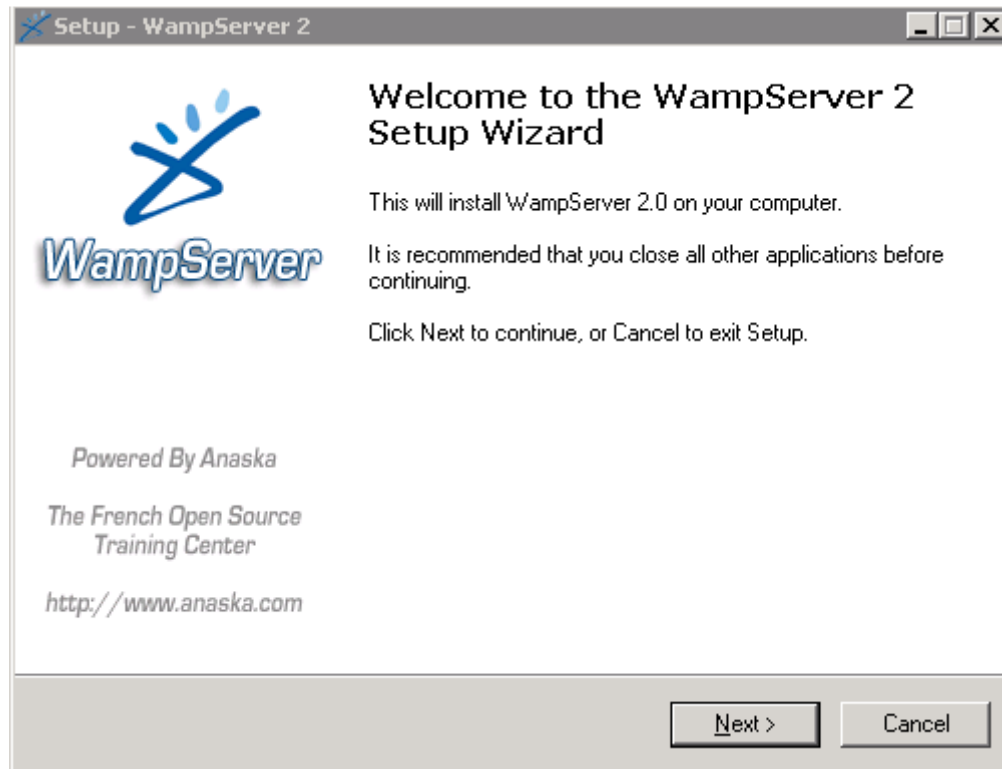 Setup - WampServer 2
WampServer
Welcome to the WampServer 2
Setup Wizard
This will install WampServer 2.0 on your computer.
It is recommended that you close all other applications before
continuing.
Click Next to continue, or Cancel to exit Setup.
Powered By Anaska
The French Open Source
Training Center
http://www.anaska.com
Next >
Cancel